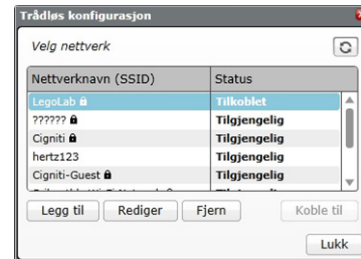 Trådløs konfigurasjon
Velg nettverk
Nettverknavn (SSID) Status
LegoLab Tilkoblet
?????? Tilgjengelig
Cigniti Tilgjengelig
hertz123 Tilgjengelig
Cigniti-Guest Tilgjengelig
Legg til Rediger Fjern Koble til
Lukk